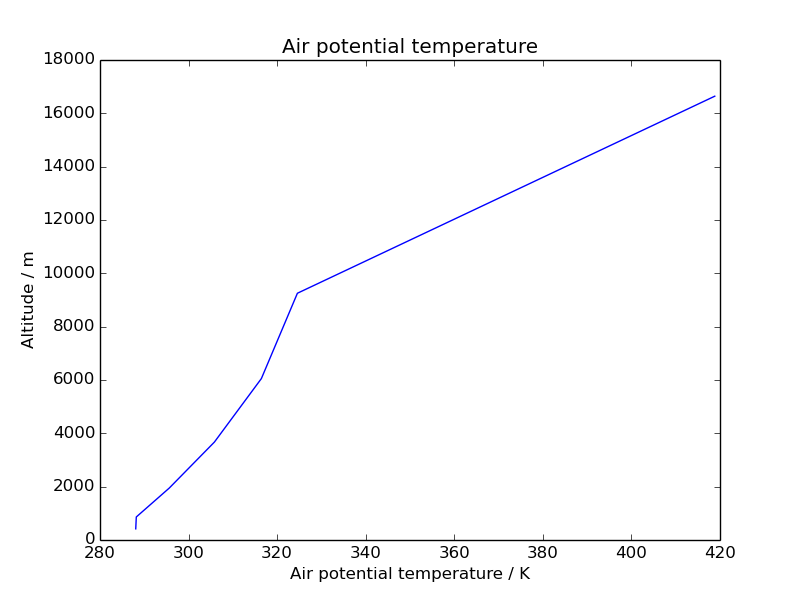 Air potential temperature
18000
16000
14000
12000
10000
8000
6000
4000
2000
0
Altitude / m
280 300 320 340 360 380 400 420
Air potential temperature / K